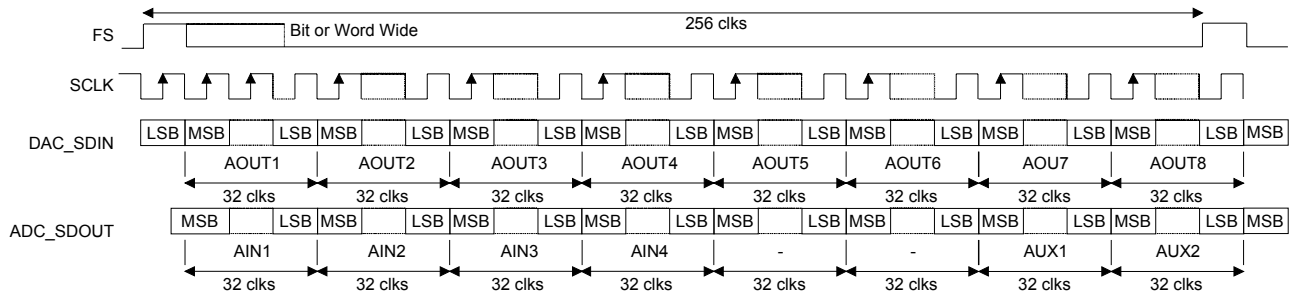 256 clks
FS
Bit or Word Wide
SCLK
DAC_SDIN
LSB MSB LSB MSB LSB MSB LSB MSB LSB MSB LSB MSB LSB MSB LSB MSB LSB MSB
AOUT1 AOUT2 AOUT3 AOUT4 AOUT5 AOUT6 AOU7 AOUT8
32 clks 32 clks 32 clks 32 clks 32 clks 32 clks 32 clks 32 clks
ADC_SDOUT
MSB LSB MSB LSB MSB LSB MSB LSB MSB LSB MSB LSB MSB LSB MSB LSB MSB
AIN1 AIN2 AIN3 AIN4 - - AUX1 AUX2
32 clks 32 clks 32 clks 32 clks 32 clks 32 clks 32 clks 32 clks